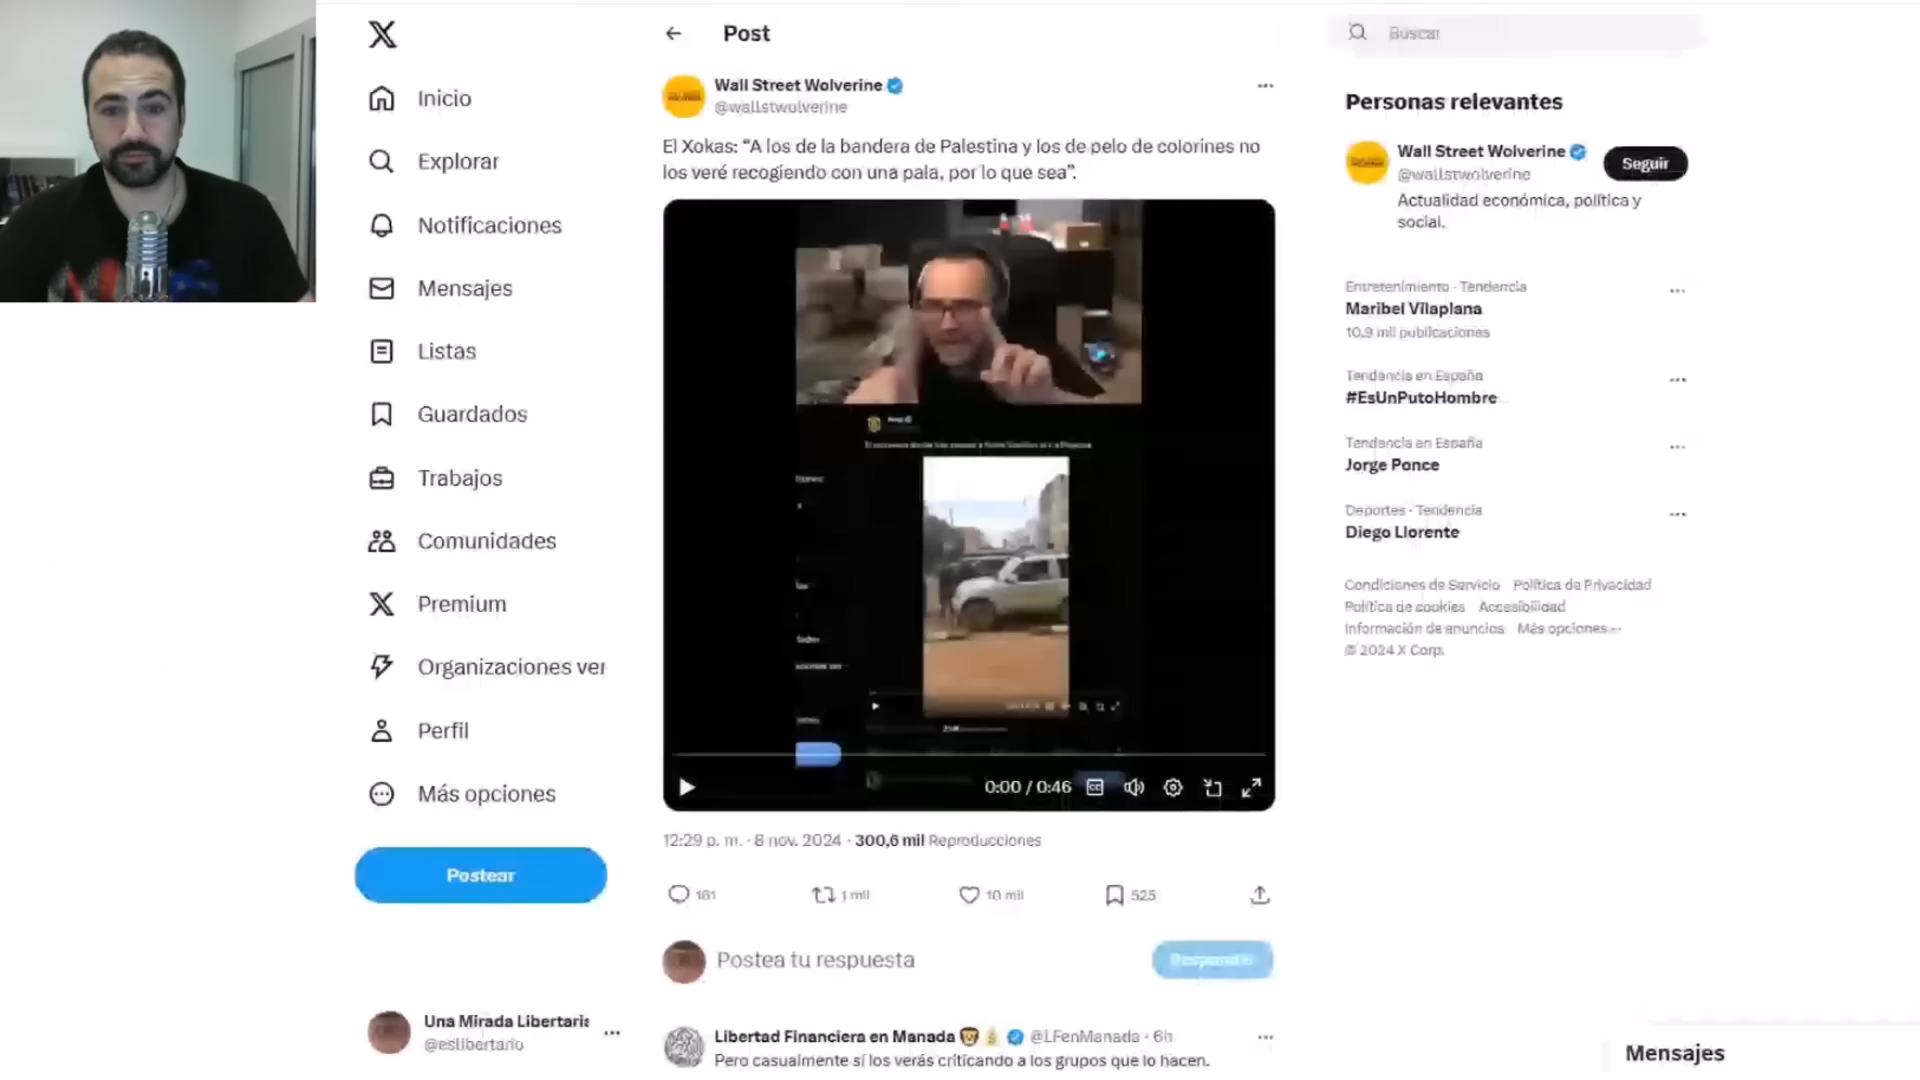 Inicio
Explorar
Notificaciones
Mensajes
Listas
Guardados
Trabajos
Comunidades
Premium
Organizaciones ver
Perfil
Más opciones
Postear
Una Mirada Libertaria
@eslibertario
Post
Wall Street Wolverine
@wallstwolverine
El Xokas: “A los de la bandera de Palestina y los de pelo de colorines no
los veré recogiendo con una pala, por lo que sea”.
0:00 / 0:46
12:29 p. m. · 8 nov. 2024 · 300,6 mil Reproducciones
161 1 mil 10 mil 525
Postea tu respuesta
Responder
Libertad Financiera en Manada @LFenManada · 6h
Pero casualmente sí los verás criticando a los grupos que lo hacen.
Buscar
Personas relevantes
Wall Street Wolverine
@wallstwolverine
Seguir
Actualidad económica, política y
social.
Entretenimiento · Tendencia
Maribel Vilaplana
10,9 mil publicaciones
Tendencia en España
#EsUnPutoHombre
Tendencia en España
Jorge Ponce
Deportes · Tendencia
Diego Llorente
Condiciones de Servicio Política de Privacidad
Política de cookies Accesibilidad
Información de anuncios Más opciones ···
© 2024 X Corp.
Mensajes